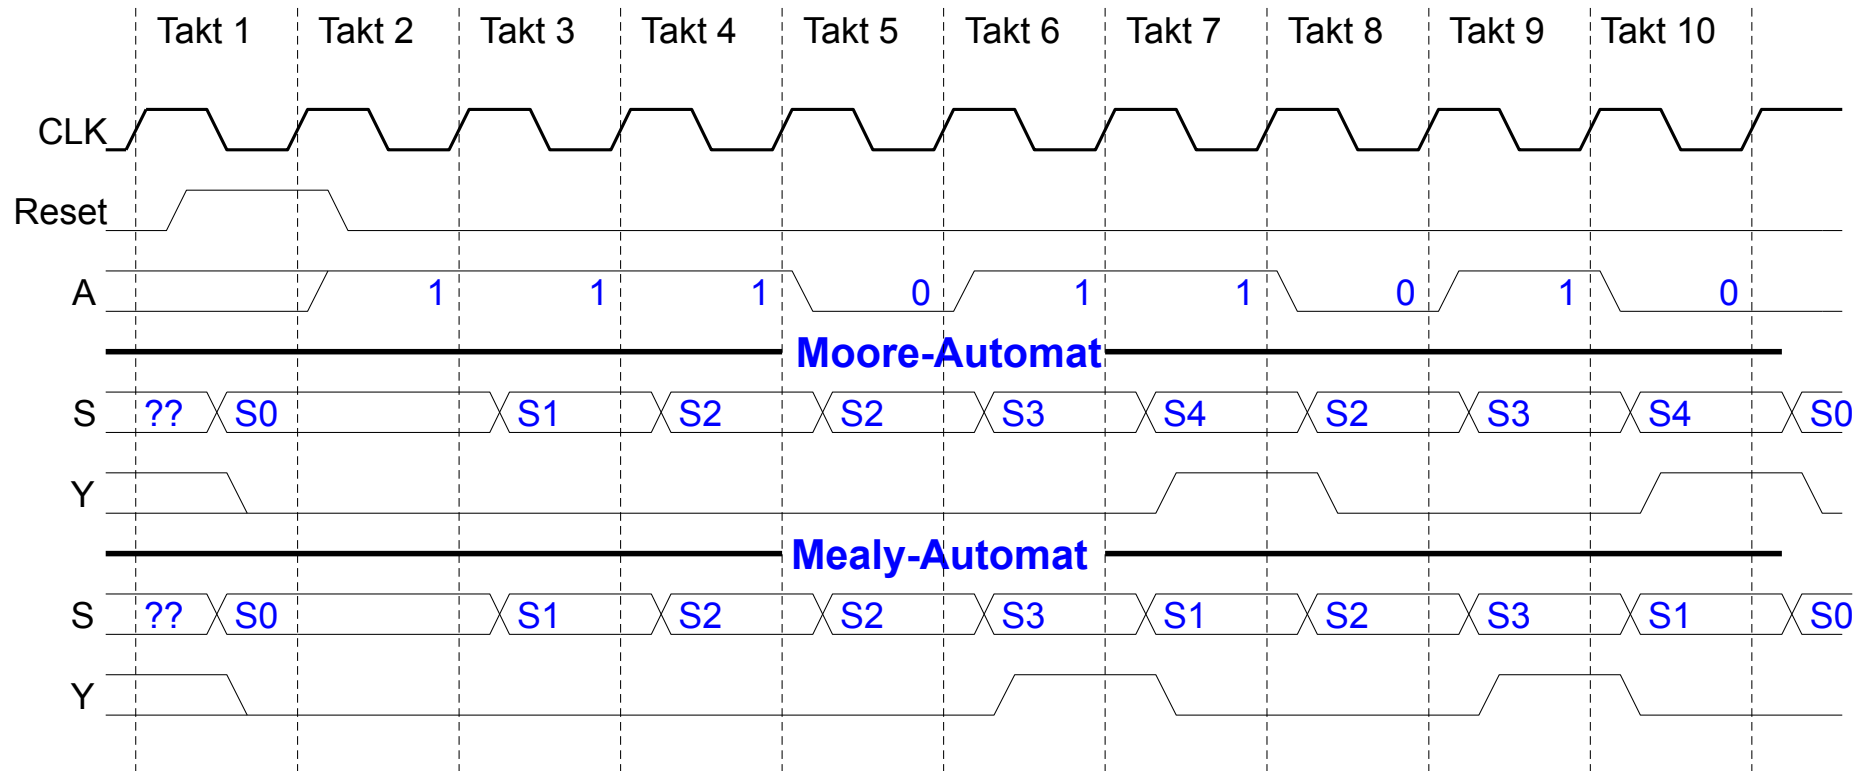 Takt 1 Takt 2 Takt 3 Takt 4 Takt 5 Takt 6 Takt 7 Takt 8 Takt 9 Takt 10
CLK
Reset
A 1 1 1 0 1 1 0 1 0
Moore-Automat
S ?? S0 S1 S2 S2 S3 S4 S2 S3 S4 S0
Y
Mealy-Automat
S ?? S0 S1 S2 S2 S3 S1 S2 S3 S1 S0
Y